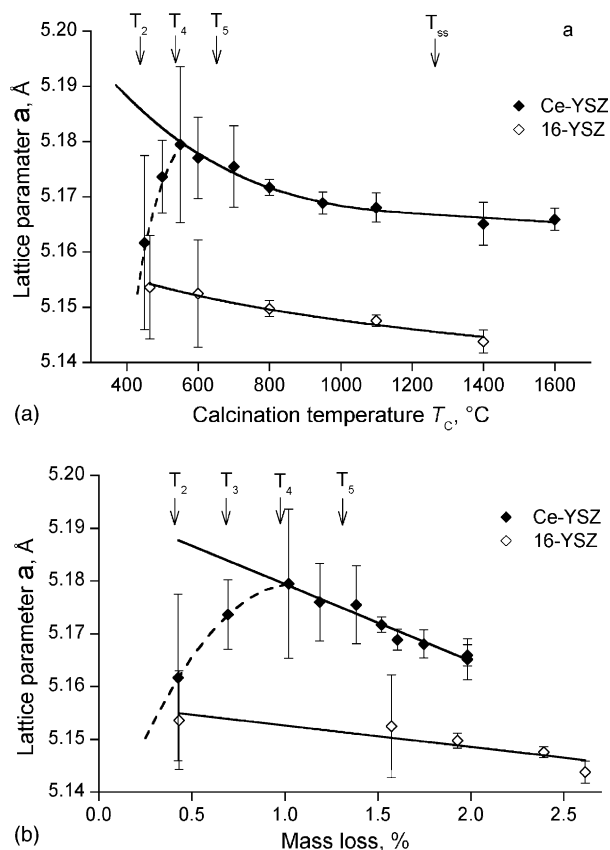 T2 T4 T5 Tss a
5.20
5.19
5.18
5.17
5.16
5.15
5.14
Lattice paramater a, Å
Ce-YSZ
16-YSZ
400 600 800 1000 1200 1400 1600
Calcination temperature TC, °C
(a)
T2 T3 T4 T5
5.20
5.19
5.18
5.17
5.16
5.15
5.14
Lattice parameter a, Å
Ce-YSZ
16-YSZ
0.0 0.5 1.0 1.5 2.0 2.5
Mass loss, %
(b)